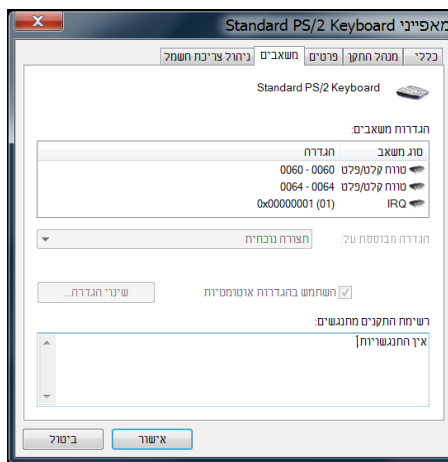 מאפייני Standard PS/2 Keyboard
כללי מנהל התקן פרטים משאבים ניהול צריכת חשמל
Standard PS/2 Keyboard
הגדרות משאבים:
סוג משאב הגדרה
טווח קלט/פלט 0060 - 0060
טווח קלט/פלט 0064 - 0064
IRQ 0x00000001 (01)
הגדרה מבוססת על: תצורה נוכחית
השתמש בהגדרות אוטומטיות שינוי הגדרה...
רשימת התקנים מתנגשים:
אין התנגשויות
אישור ביטול